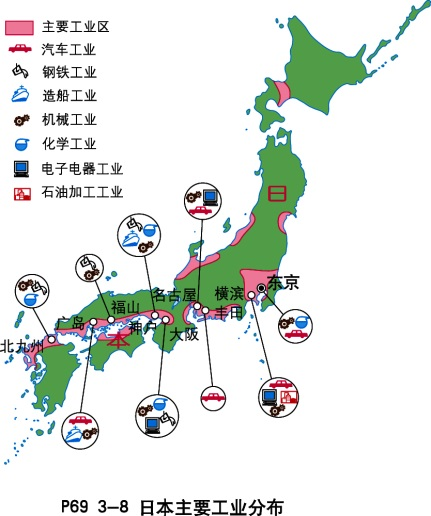 主要工业区
汽车工业
钢铁工业
造船工业
机械工业
化学工业
电子电器工业
石油加工工业
日
东京
名古屋
横滨
福山
丰田
广岛
神户
大阪
北九州
本
P69 3-8 日本主要工业分布